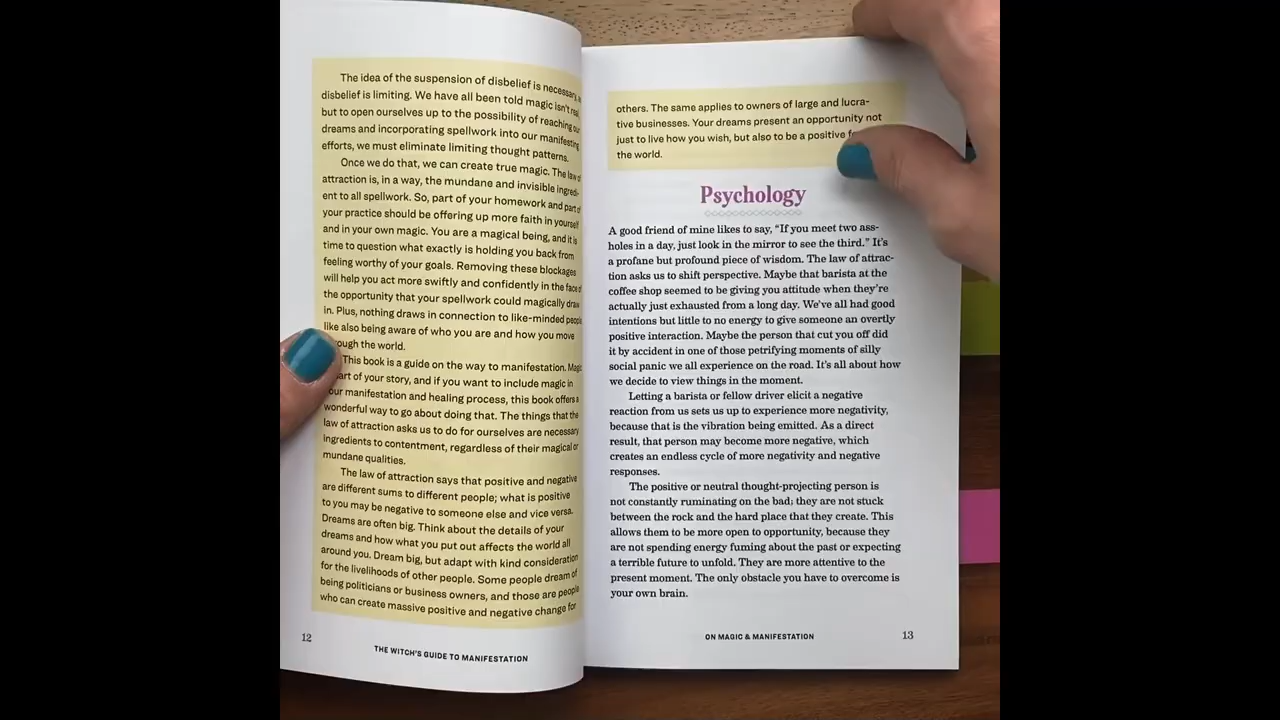 The idea of the suspension of disbelief is necessary,
disbelief is limiting. We have all been told magic isn't real,
but to open ourselves up to the possibility of reaching our
dreams and incorporating spellwork into our manifesting
efforts, we must eliminate limiting thought patterns.
Once we do that, we can create true magic. The law of
attraction is, in a way, the mundane and invisible ingredi-
ent to all spellwork. So, part of your homework and part of
your practice should be offering up more faith in yourself
and in your own magic. You are a magical being, and it is
time to question what exactly is holding you back from
feeling worthy of your goals. Removing these blockages
will help you act more swiftly and confidently in the face of
the opportunity that your spellwork could magically draw
in. Plus, nothing draws in connection to like-minded people
like also being aware of who you are and how you move
through the world.
This book is a guide on the way to manifestation. Magic
part of your story, and if you want to include magic in
your manifestation and healing process, this book offers a
wonderful way to go about doing that. The things that the
law of attraction asks us to do for ourselves are necessary
ingredients to contentment, regardless of their magical or
mundane qualities.
The law of attraction says that positive and negative
are different sums to different people; what is positive
to you may be negative to someone else and vice versa.
Dreams are often big. Think about the details of your
dreams and how what you put out affects the world all
around you. Dream big, but adapt with kind consideration
for the livelihoods of other people. Some people dream of
being politicians or business owners, and those are people
who can create massive positive and negative change for
12
THE WITCH'S GUIDE TO MANIFESTATION
others. The same applies to owners of large and lucra-
tive businesses. Your dreams present an opportunity not
just to live how you wish, but also to be a positive
the world.
Psychology
A good friend of mine likes to say, "If you meet two ass-
holes in a day, just look in the mirror to see the third." It's
a profane but profound piece of wisdom. The law of attrac-
tion asks us to shift perspective. Maybe that barista at the
coffee shop seemed to be giving you attitude when they're
actually just exhausted from a long day. We've all had good
intentions but little to no energy to give someone an overtly
positive interaction. Maybe the person that cut you off did
it by accident in one of those petrifying moments of silly
social panic we all experience on the road. It's all about how
we decide to view things in the moment.
Letting a barista or fellow driver elicit a negative
reaction from us sets us up to experience more negativity,
because that is the vibration being emitted. As a direct
result, that person may become more negative, which
creates an endless cycle of more negativity and negative
responses.
The positive or neutral thought-projecting person is
not constantly ruminating on the bad; they are not stuck
between the rock and the hard place that they create. This
allows them to be more open to opportunity, because they
are not spending energy fuming about the past or expecting
a terrible future to unfold. They are more attentive to the
present moment. The only obstacle you have to overcome is
your own brain.
ON MAGIC & MANIFESTATION
13